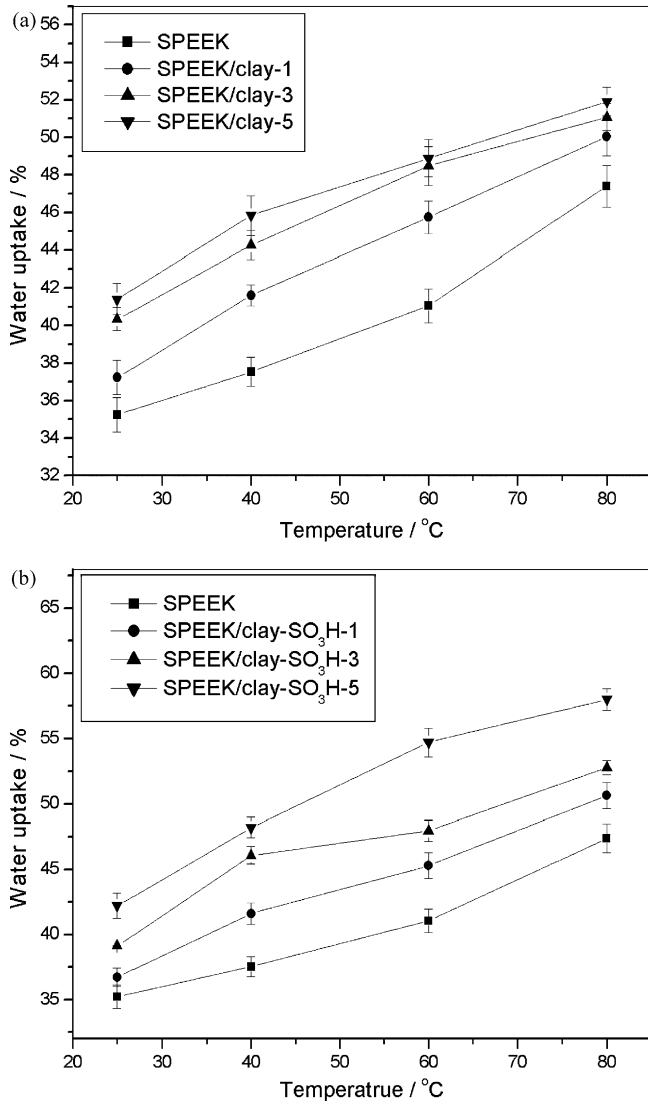 (a)
SPEEK
SPEEK/clay-1
SPEEK/clay-3
SPEEK/clay-5
Water uptake / %
56
54
52
50
48
46
44
42
40
38
36
34
32
20 30 40 50 60 70 80
Temperature / °C
(b)
SPEEK
SPEEK/clay-SO₃H-1
SPEEK/clay-SO₃H-3
SPEEK/clay-SO₃H-5
Water uptake / %
65
60
55
50
45
40
35
20 30 40 50 60 70 80
Temperatrue / °C